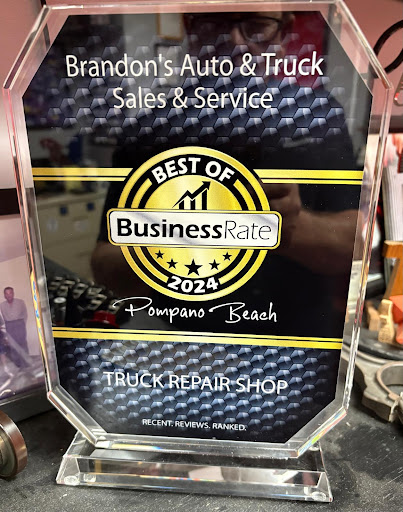 Brandon's Auto & Truck
Sales & Service
BEST OF
BusinessRate
2024
Pompano Beach
TRUCK REPAIR SHOP
RECENT. REVIEWS. RANKED.